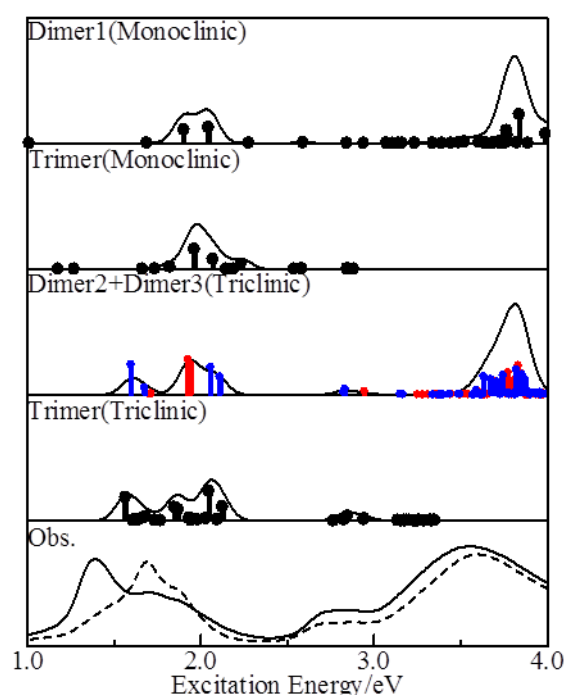 Dimer1(Monoclinic)
Trimer(Monoclinic)
Dimer2+Dimer3(Triclinic)
Trimer(Triclinic)
Obs.
1.0 2.0 3.0 4.0
Excitation Energy/eV